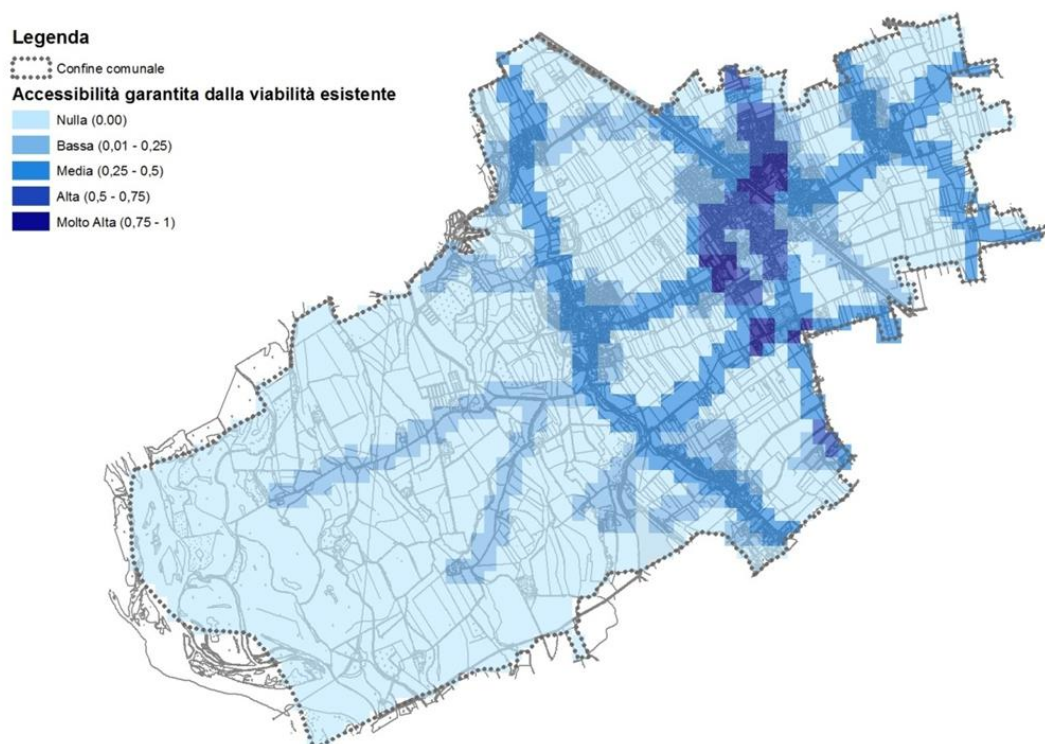 Legenda
Confine comunale
Accessibilità garantita dalla viabilità esistente
Nulla (0.00)
Bassa (0,01 - 0,25)
Media (0,25 - 0,5)
Alta (0,5 - 0,75)
Molto Alta (0,75 - 1)